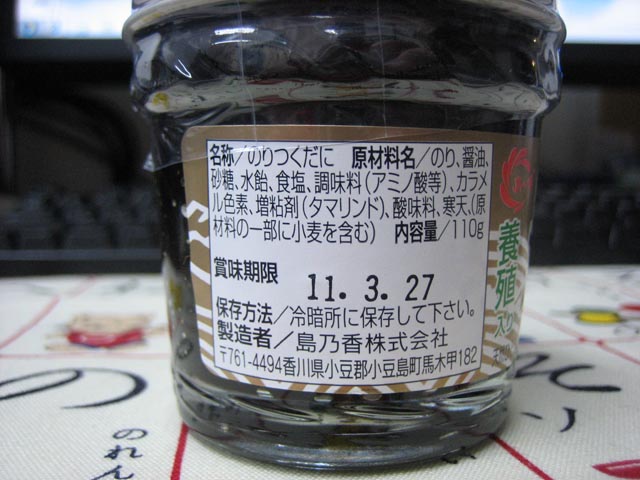 名称/のりつくだに 原材料名/のり、醤油、
砂糖、水飴、食塩、調味料(アミノ酸等)、カラメ
ル色素、増粘剤(タマリンド)、酸味料、寒天、(原
材料の一部に小麦を含む) 内容量/110g
賞味期限
11.3.27
保存方法/冷暗所に保存して下さい。
製造者/島乃香株式会社
〒761-4494香川県小豆郡小豆島町馬木甲182
養殖
入り
のれん